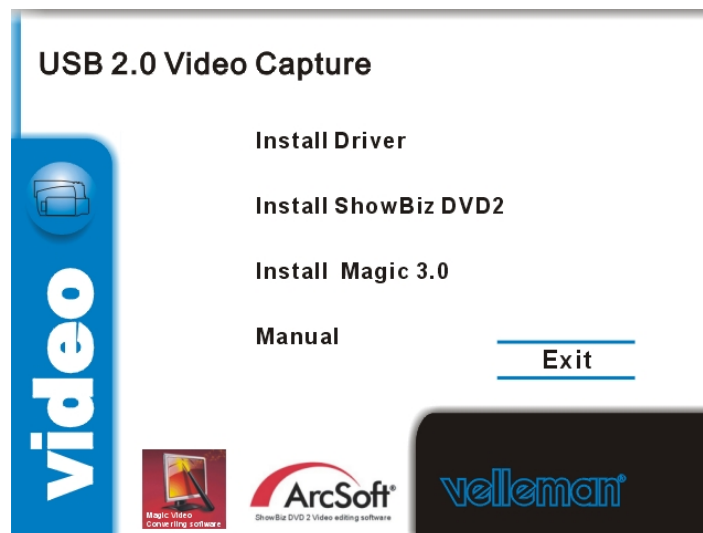 USB 2.0 Video Capture
Install Driver
Install ShowBiz DVD2
Install Magic 3.0
Manual
Exit
video
Magic Video
Converting software
ArcSoft®
ShowBiz DVD 2 Video editing software
velleman®